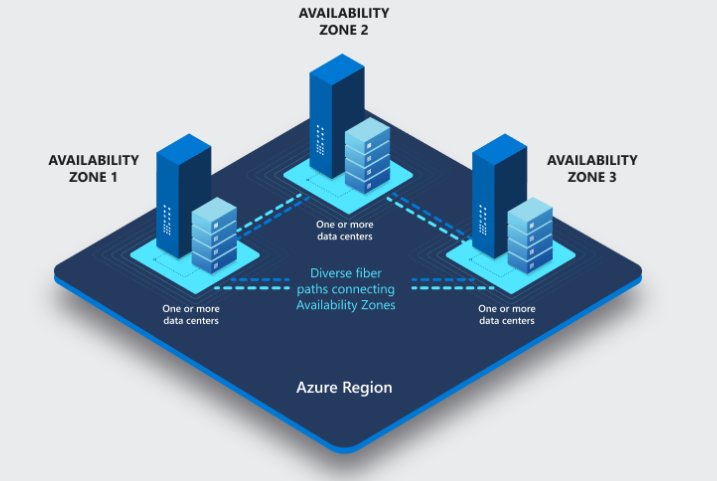 AVAILABILITY
ZONE 2
AVAILABILITY
ZONE 1
AVAILABILITY
ZONE 3
One or more
data centers
Diverse fiber
paths connecting
Availability Zones
One or more
data centers
One or more
data centers
Azure Region